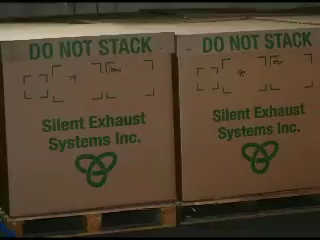 DO NOT STACK
Silent Exhaust
Systems Inc.
DO NOT STACK
Silent Exhaust
Systems Inc.